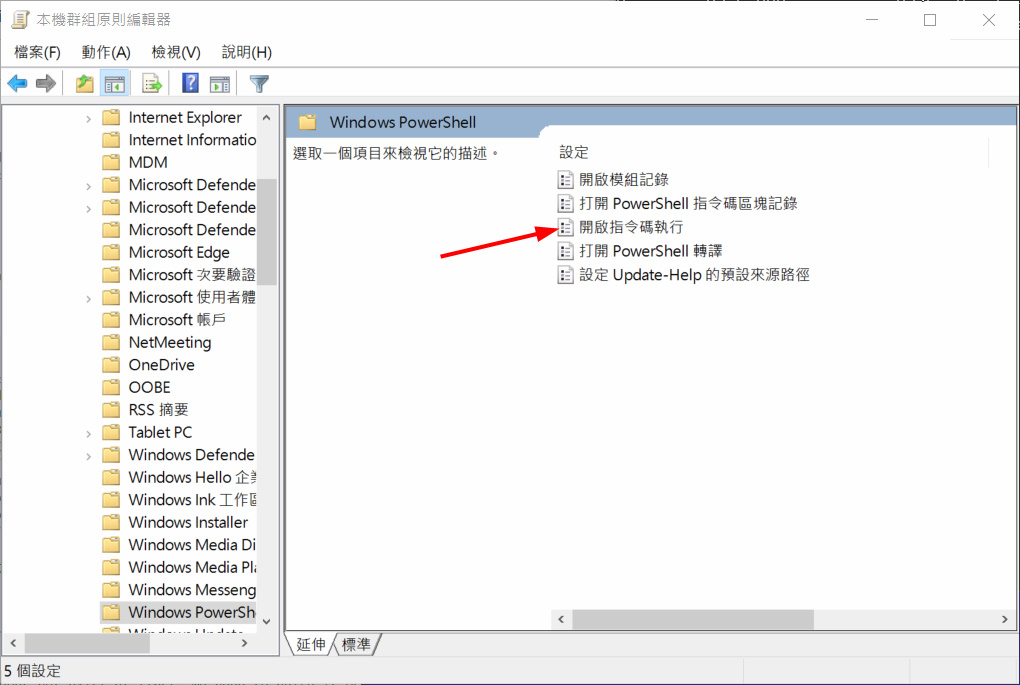 本機群組原則編輯器
檔案(F) 動作(A) 檢視(V) 說明(H)
Internet Explorer
Internet Informatio
MDM
Microsoft Defende
Microsoft Defende
Microsoft Defende
Microsoft Edge
Microsoft 次要驗證
Microsoft 使用者體
Microsoft 帳戶
NetMeeting
OneDrive
OOBE
RSS 摘要
Tablet PC
Windows Defende
Windows Hello 企業
Windows Ink 工作區
Windows Installer
Windows Media Di
Windows Media Pla
Windows Messeng
Windows PowerShe
Windows Update
Windows PowerShell
選取一個項目來檢視它的描述。
設定
開啟模組記錄
打開 PowerShell 指令碼區塊記錄
開啟指令碼執行
打開 PowerShell 轉譯
設定 Update-Help 的預設來源路徑
延伸 標準
5 個設定